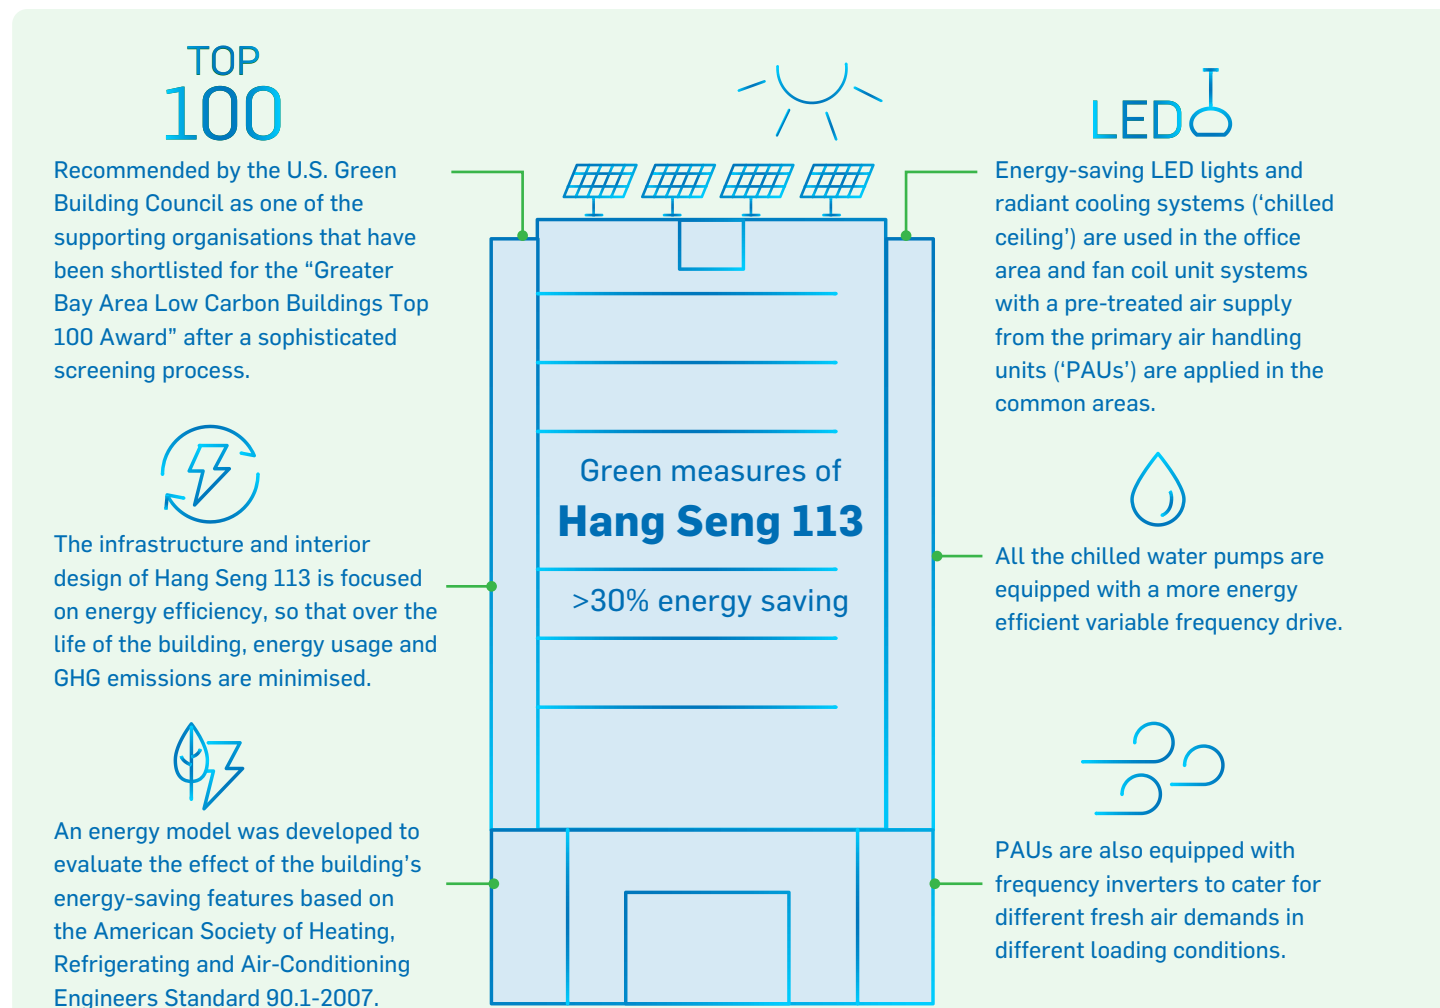 TOP
100
Recommended by the U.S. Green
Building Council as one of the
supporting organisations that have
been shortlisted for the “Greater
Bay Area Low Carbon Buildings Top
100 Award” after a sophisticated
screening process.
The infrastructure and interior
design of Hang Seng 113 is focused
on energy efficiency, so that over the
life of the building, energy usage and
GHG emissions are minimised.
An energy model was developed to
evaluate the effect of the building’s
energy-saving features based on
the American Society of Heating,
Refrigerating and Air-Conditioning
Engineers Standard 90.1-2007.
Green measures of
Hang Seng 113
>30% energy saving
LED
Energy-saving LED lights and
radiant cooling systems (‘chilled
ceiling’) are used in the office
area and fan coil unit systems
with a pre-treated air supply
from the primary air handling
units (‘PAUs’) are applied in the
common areas.
All the chilled water pumps are
equipped with a more energy
efficient variable frequency drive.
PAUs are also equipped with
frequency inverters to cater for
different fresh air demands in
different loading conditions.